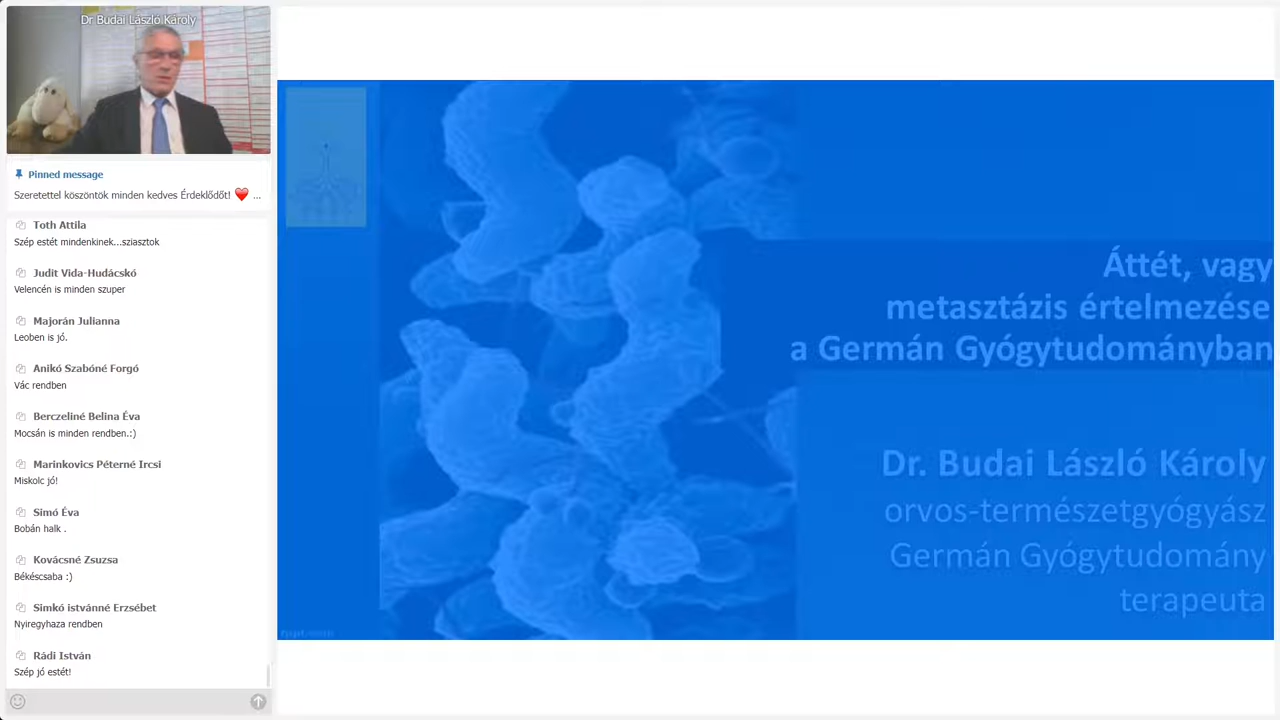 Dr Budai László Károly
Pinned message
Szeretettel köszöntök minden kedves Érdeklődőt! ❤️ ...
Toth Attila
Szép estét mindenkinek...sziasztok
Judit Vida-Hudácskó
Velencén is minden szuper
Majorán Julianna
Leoben is jó.
Anikó Szabóné Forgó
Vác rendben
Berczeliné Belina Éva
Mocsán is minden rendben.:)
Marinkovics Péterné Ircsi
Miskolc jó!
Simó Éva
Bobán halk .
Kovácsné Zsuzsa
Békéscsaba :)
Simkó istvánné Erzsébet
Nyiregyhaza rendben
Rádi István
Szép jó estét!
Áttét, vagy
metasztázis értelmezése
a Germán Gyógytudományban
Dr. Budai László Károly
orvos-természetgyógyász
Germán Gyógytudomány
terapeuta